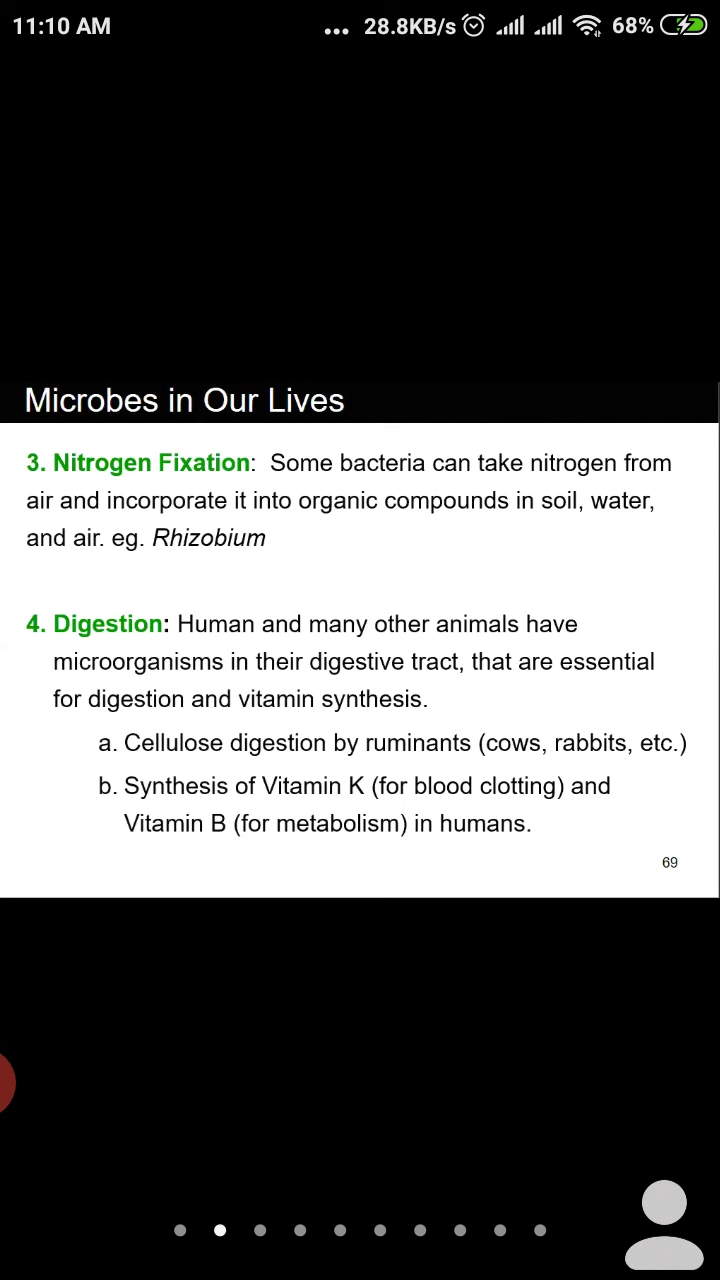 11:10 AM ... 28.8KB/s 68%
Microbes in Our Lives
3. Nitrogen Fixation: Some bacteria can take nitrogen from
air and incorporate it into organic compounds in soil, water,
and air. eg. Rhizobium
4. Digestion: Human and many other animals have
microorganisms in their digestive tract, that are essential
for digestion and vitamin synthesis.
a. Cellulose digestion by ruminants (cows, rabbits, etc.)
b. Synthesis of Vitamin K (for blood clotting) and
Vitamin B (for metabolism) in humans.
69